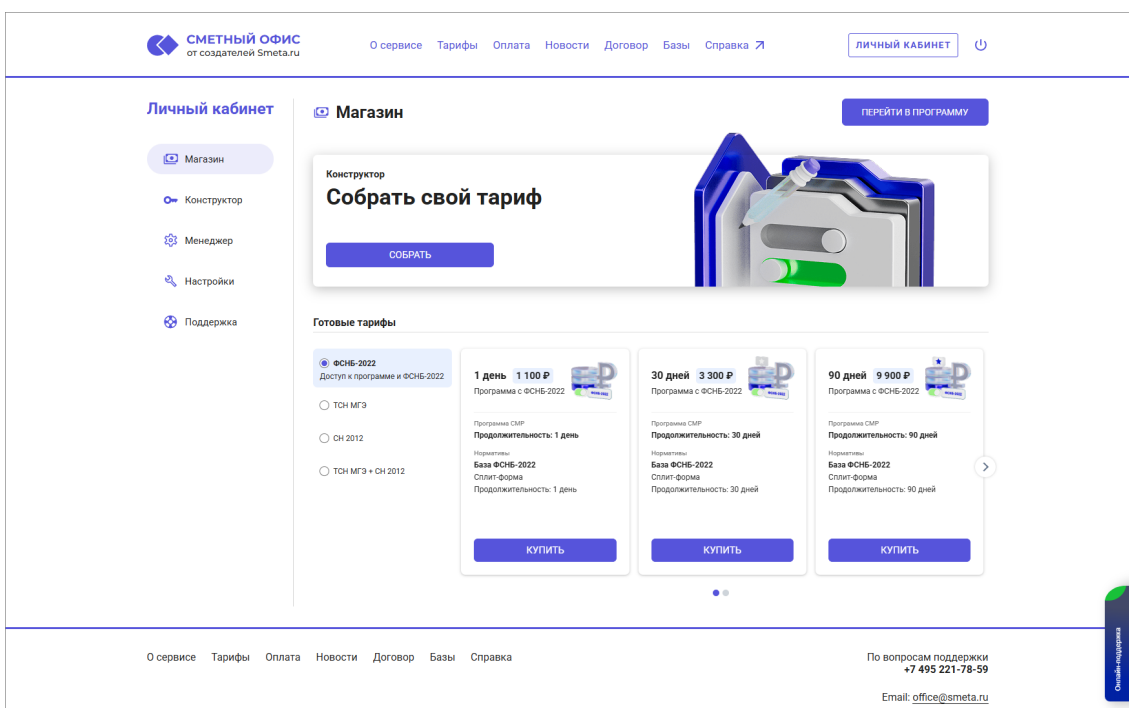 СМЕТНЫЙ ОФИС
от создателей Smeta.ru
О сервисе Тарифы Оплата Новости Договор Базы Справка
ЛИЧНЫЙ КАБИНЕТ
Личный кабинет
Магазин
Конструктор
Менеджер
Настройки
Поддержка
Магазин
ПЕРЕЙТИ В ПРОГРАММУ
Конструктор
Собрать свой тариф
СОБРАТЬ
Готовые тарифы
ФСНБ-2022
Доступ к программе и ФСНБ-2022
ТСН МГЭ
СН 2012
ТСН МГЭ + СН 2012
1 день 1 100 ₽
Программа с ФСНБ-2022
ФСНБ-2022
Программа СМР
Продолжительность: 1 день
Нормативы
База ФСНБ-2022
Сплит-форма
Продолжительность: 1 день
КУПИТЬ
30 дней 3 300 ₽
Программа с ФСНБ-2022
ФСНБ-2022
Программа СМР
Продолжительность: 30 дней
Нормативы
База ФСНБ-2022
Сплит-форма
Продолжительность: 30 дней
КУПИТЬ
90 дней 9 900 ₽
Программа с ФСНБ-2022
ФСНБ-2022
Программа СМР
Продолжительность: 90 дней
Нормативы
База ФСНБ-2022
Сплит-форма
Продолжительность: 90 дней
КУПИТЬ
Онлайн-поддержка
О сервисе Тарифы Оплата Новости Договор Базы Справка
По вопросам поддержки
+7 495 221-78-59
Email: office@smeta.ru